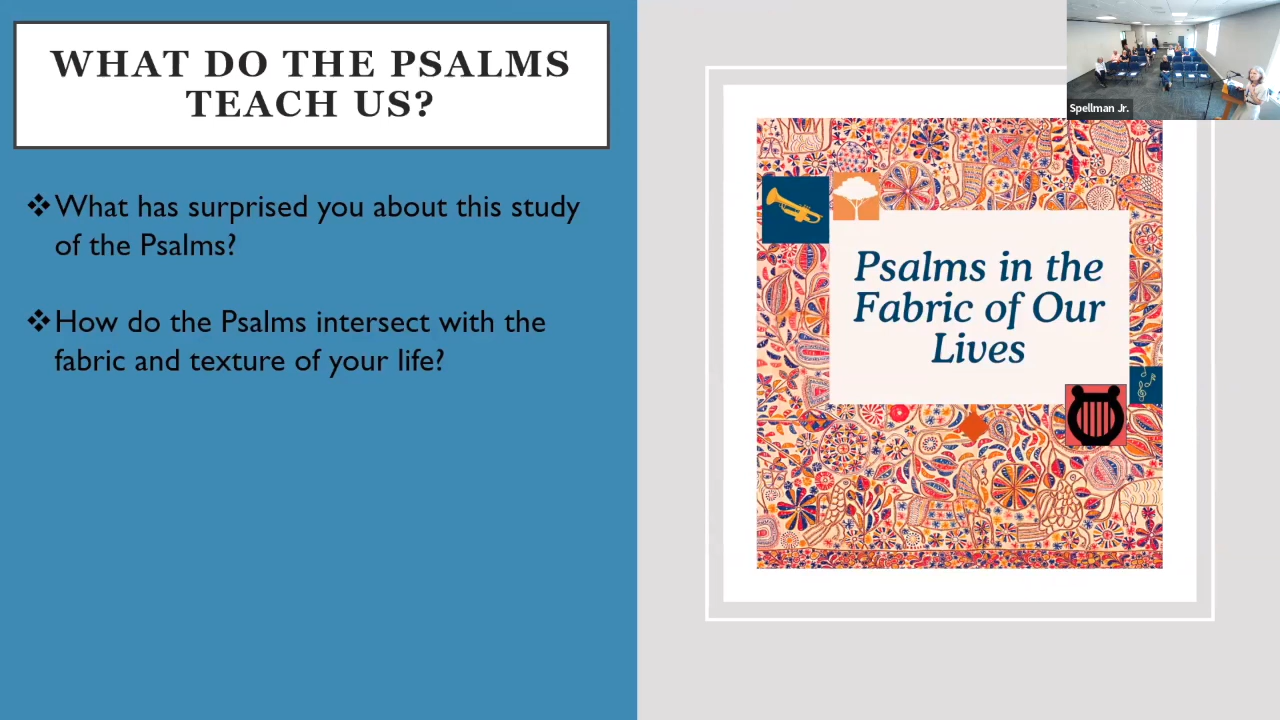 WHAT DO THE PSALMS
TEACH US?
❖What has surprised you about this study
of the Psalms?
❖How do the Psalms intersect with the
fabric and texture of your life?
Psalms in the
Fabric of Our
Lives
Spellman Jr.